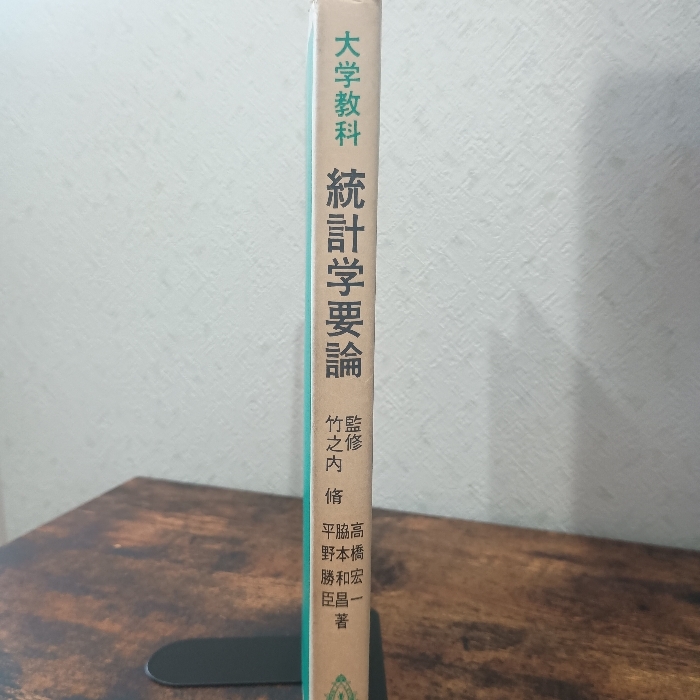 大学教科
統計学要論
監修
竹之内 脩
高橋宏一
脇本和昌
平野勝臣
著